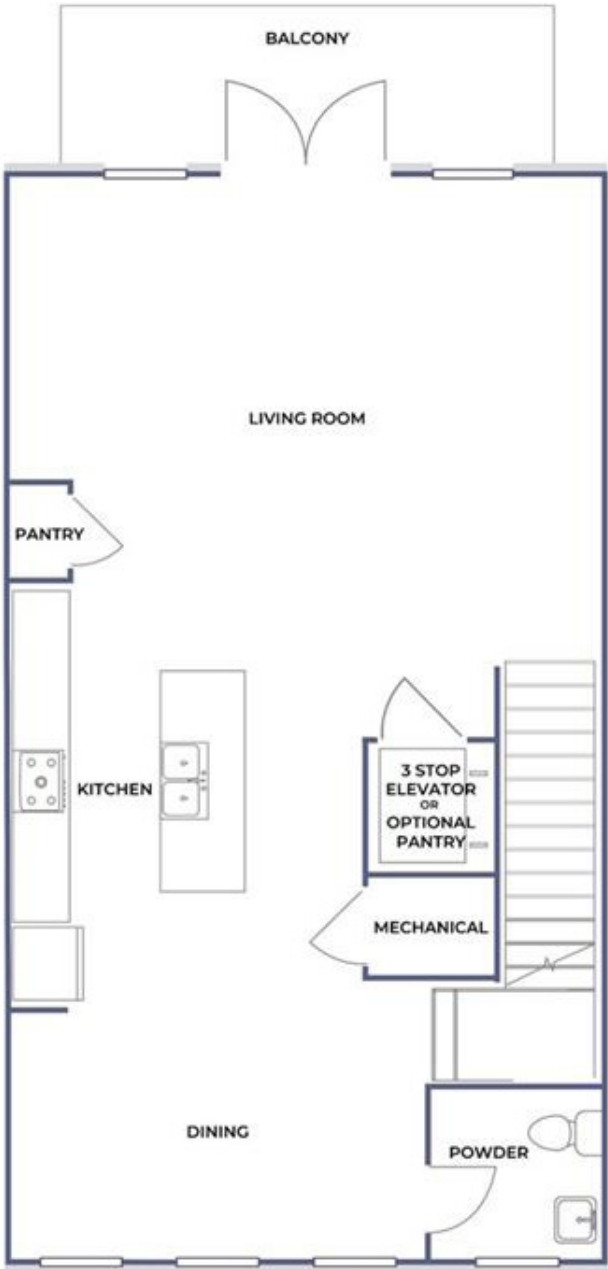 BALCONY
LIVING ROOM
PANTRY
KITCHEN
3 STOP
ELEVATOR
OR
OPTIONAL
PANTRY
MECHANICAL
DINING
POWDER